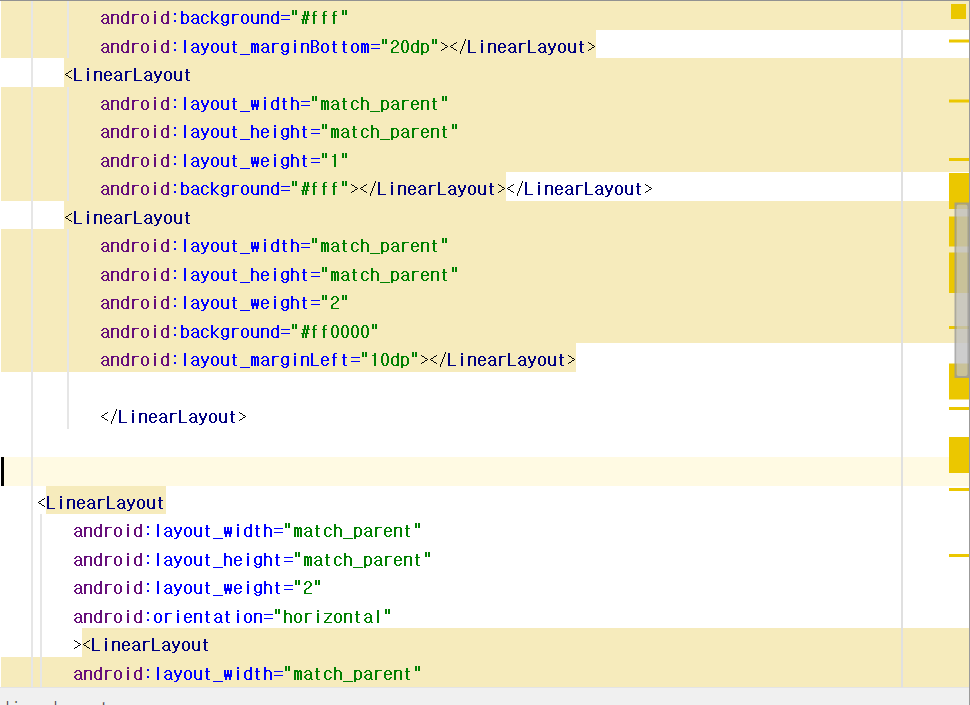 android:background="#fff"
android:layout_marginBottom="20dp"></LinearLayout>
<LinearLayout
android:layout_width="match_parent"
android:layout_height="match_parent"
android:layout_weight="1"
android:background="#fff"></LinearLayout></LinearLayout>
<LinearLayout
android:layout_width="match_parent"
android:layout_height="match_parent"
android:layout_weight="2"
android:background="#ff0000"
android:layout_marginLeft="10dp"></LinearLayout>
</LinearLayout>
<LinearLayout
android:layout_width="match_parent"
android:layout_height="match_parent"
android:layout_weight="2"
android:orientation="horizontal"
><LinearLayout
android:layout_width="match_parent"